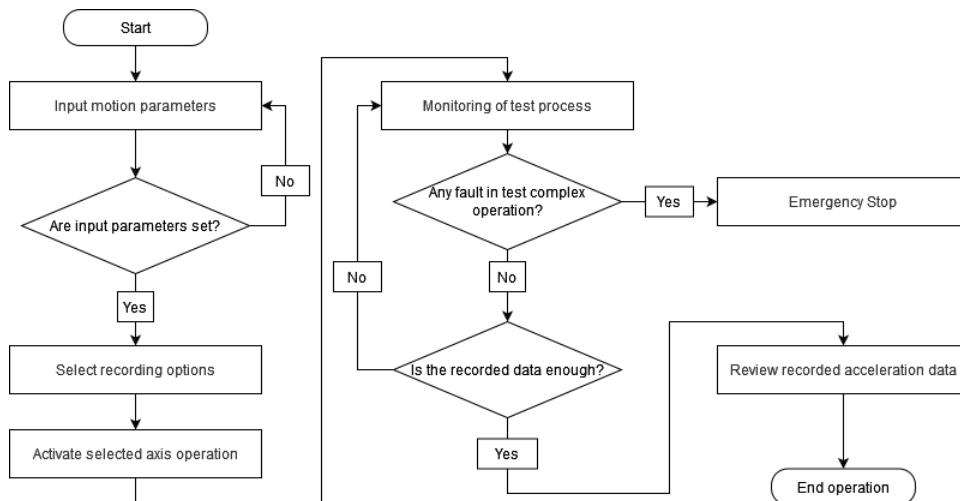 Start
Input motion parameters
No
Are input parameters set?
Yes
Select recording options
Activate selected axis operation
Monitoring of test process
Any fault in test complex
operation?
Yes
Emergency Stop
No
No
Is the recorded data enough?
Yes
Review recorded acceleration data
End operation